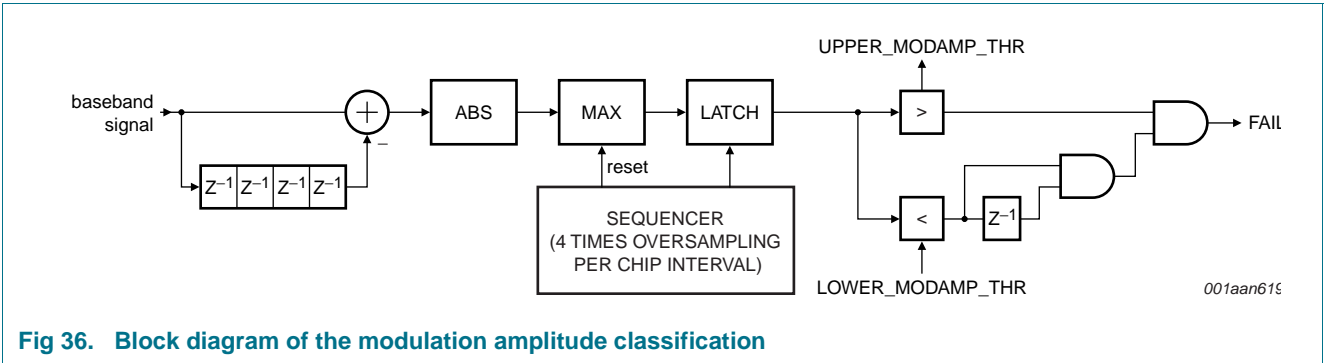 UPPER_MODAMP_THR
baseband
signal
+
−
ABS
MAX
LATCH
>
FAIL
Z−1 Z−1 Z−1 Z−1
reset
SEQUENCER
(4 TIMES OVERSAMPLING
PER CHIP INTERVAL)
<
Z−1
LOWER_MODAMP_THR
001aan619
Fig 36. Block diagram of the modulation amplitude classification